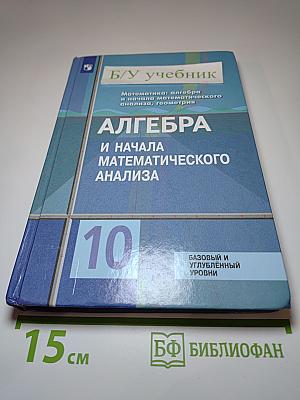 Б/У учебник
Математика: алгебра
и начала математического
анализа, геометрия
АЛГЕБРА
И НАЧАЛА
МАТЕМАТИЧЕСКОГО
АНАЛИЗА
10
БАЗОВЫЙ И
УГЛУБЛЁННЫЙ
УРОВНИ
15 см
БФ БИБЛИОФАН